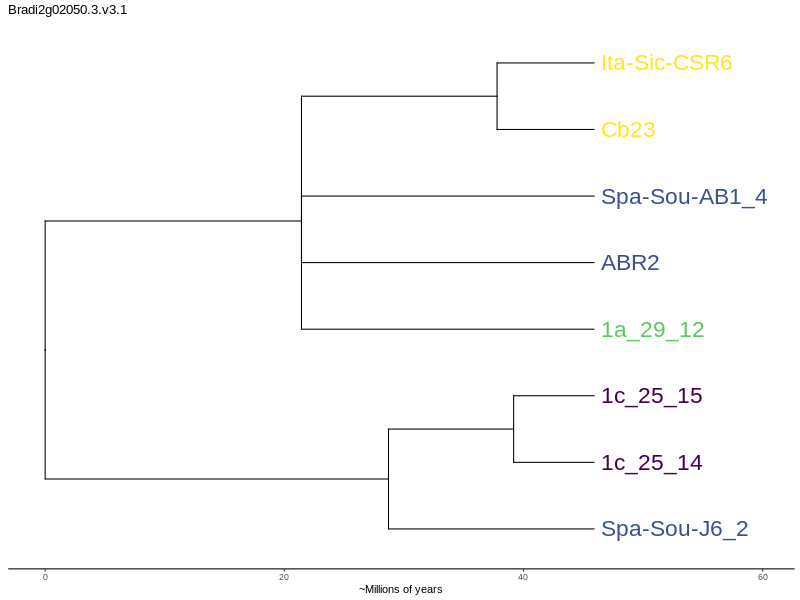 Bradi2g02050.3.v3.1
Ita-Sic-CSR6
Cb23
Spa-Sou-AB1_4
ABR2
1a_29_12
1c_25_15
1c_25_14
Spa-Sou-J6_2
0 20 40 60
~Millions of years